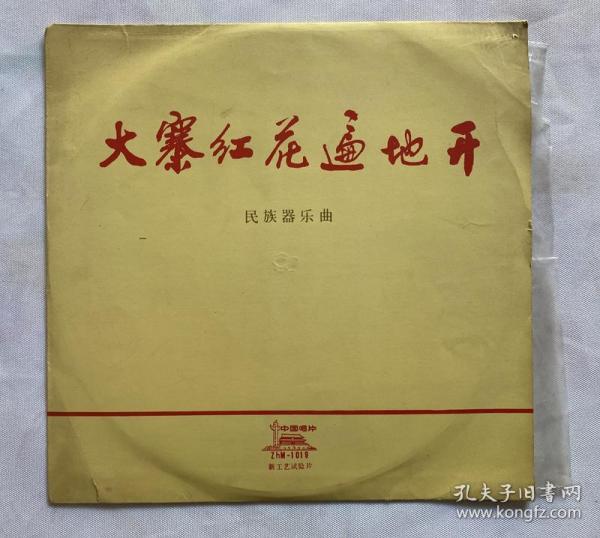 大寨红花遍地开
民族器乐曲
中国唱片
ZhM-1019
新工艺试验片
孔夫子旧书网
www.kongfz.com